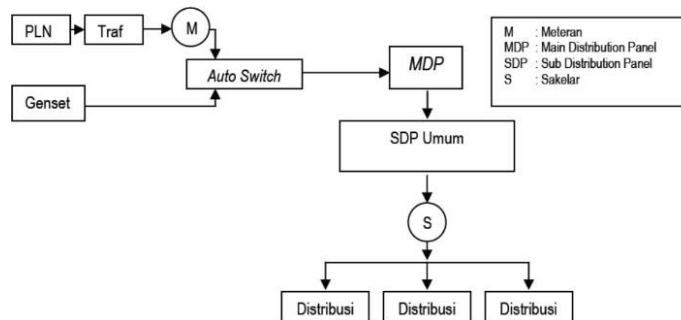 PLN
Traf
M
Auto Switch
Genset
MDP
M : Meteran
MDP : Main Distribution Panel
SDP : Sub Distribution Panel
S : Sakelar
SDP Umum
S
Distribusi
Distribusi
Distribusi